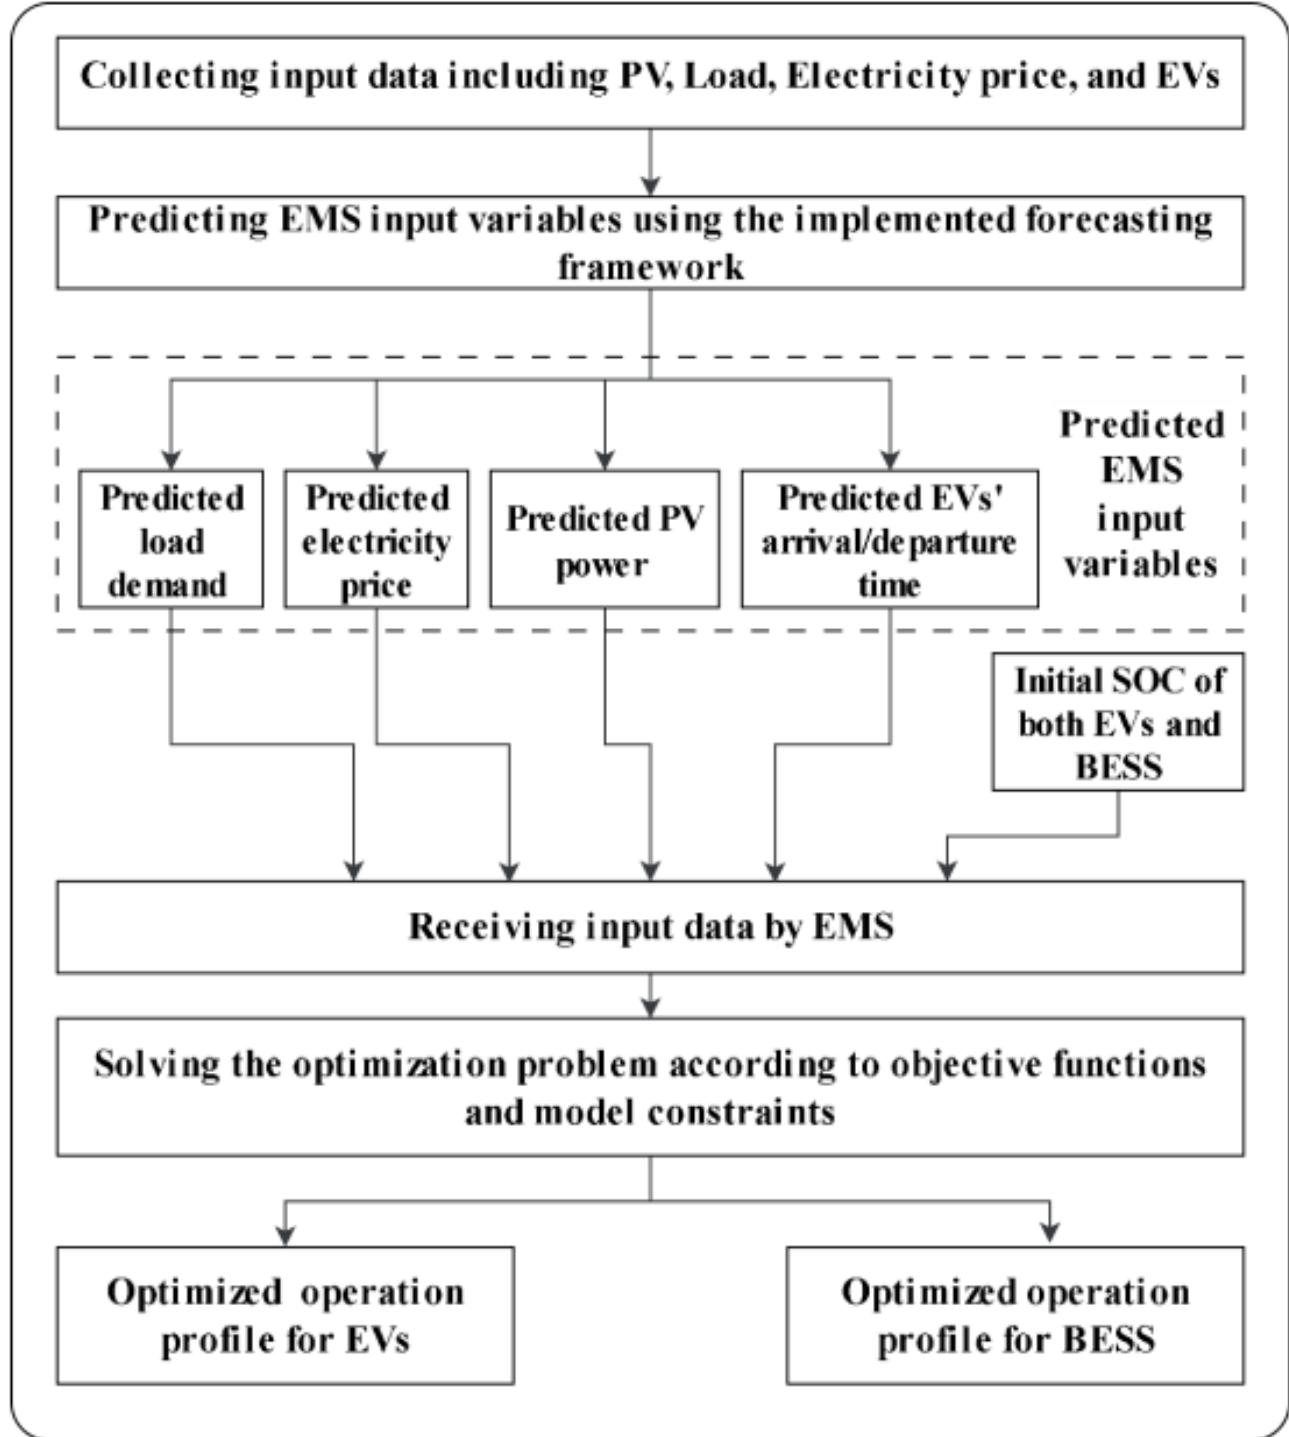 Collecting input data including PV, Load, Electricity price, and EVs
Predicting EMS input variables using the implemented forecasting
framework
Predicted
EMS
input
variables
Predicted
load
demand
Predicted
electricity
price
Predicted PV
power
Predicted EVs'
arrival/departure
time
Initial SOC of
both EVs and
BESS
Receiving input data by EMS
Solving the optimization problem according to objective functions
and model constraints
Optimized operation
profile for EVs
Optimized operation
profile for BESS